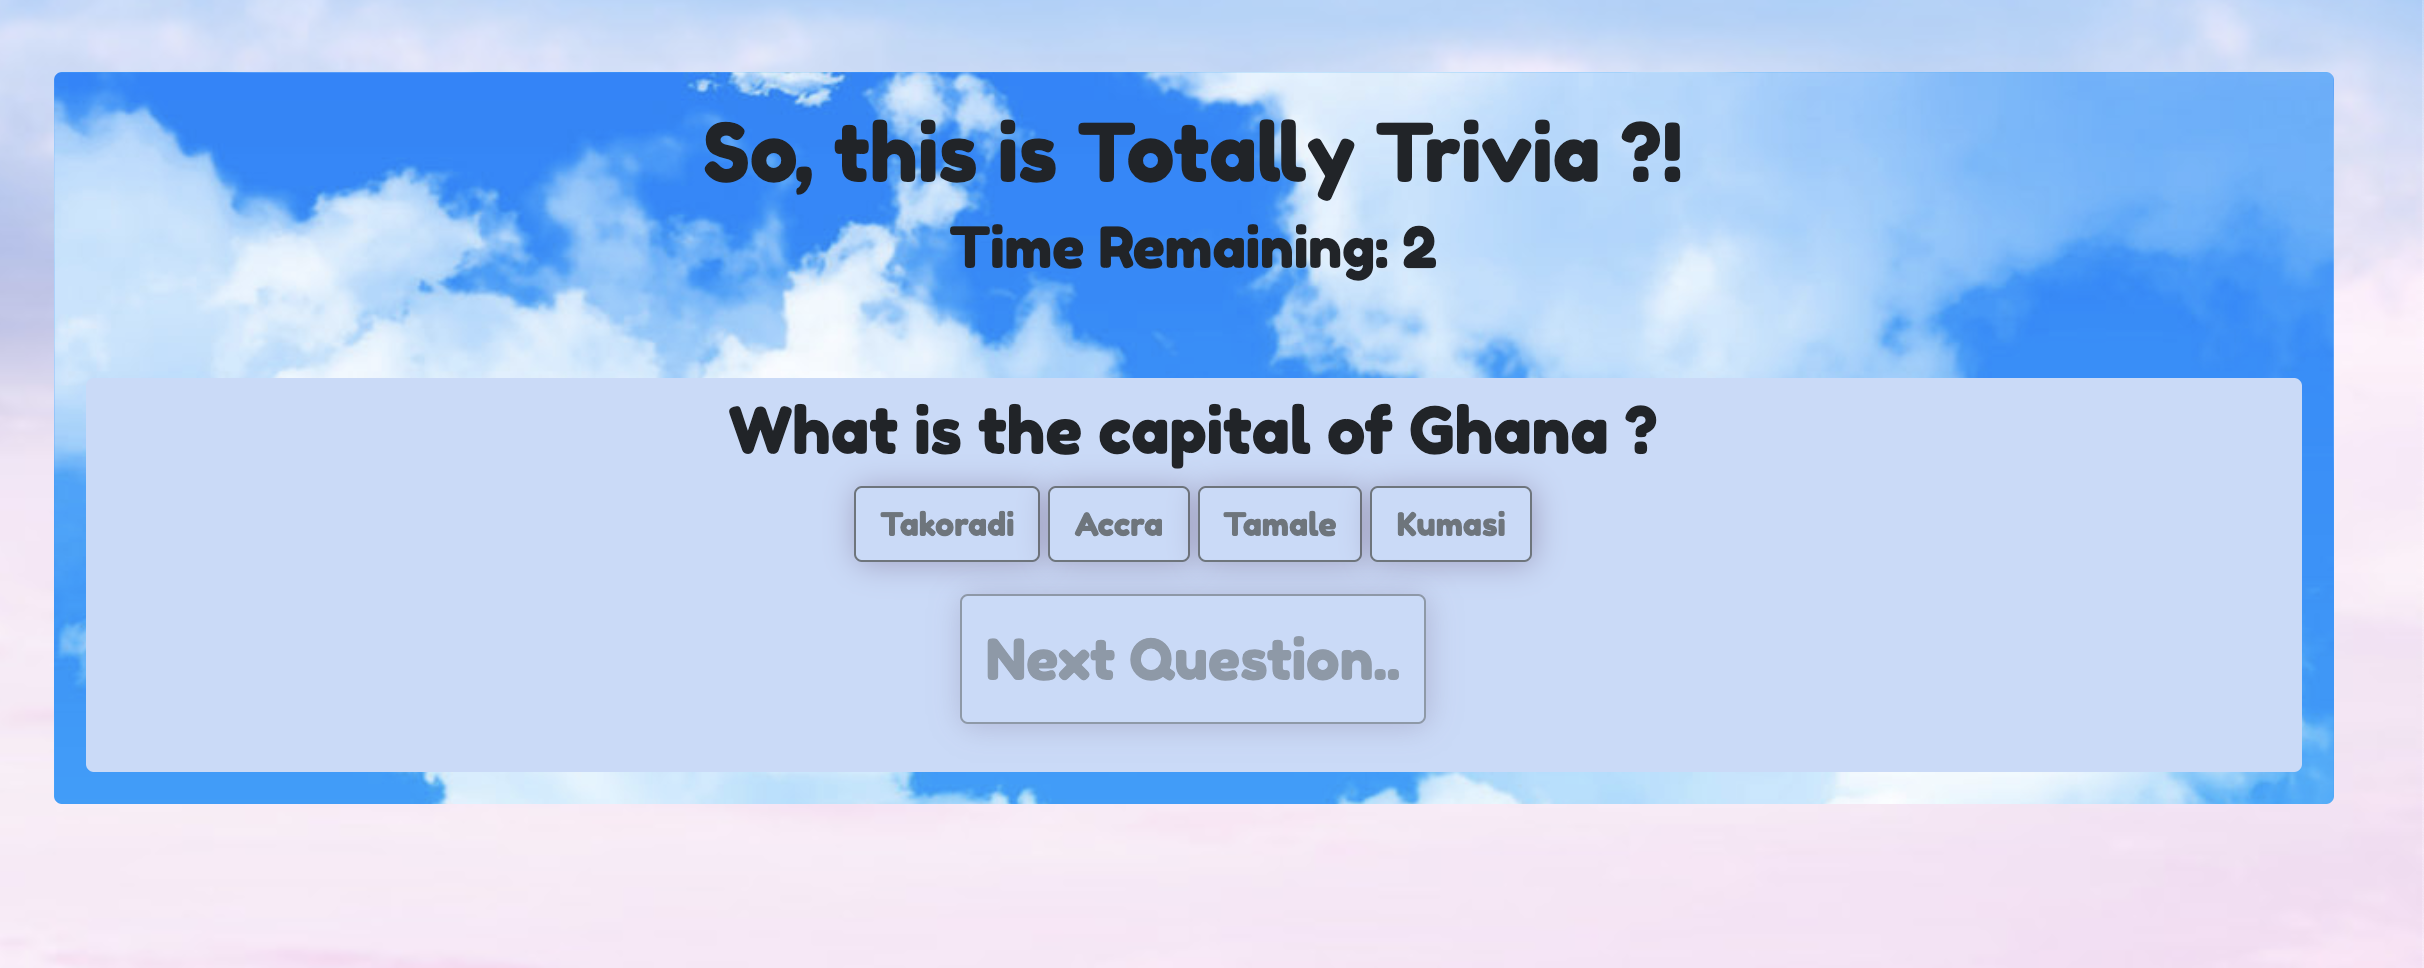 So, this is Totally Trivia ?!
Time Remaining: 2
What is the capital of Ghana ?
Takoradi Accra Tamale Kumasi
Next Question..